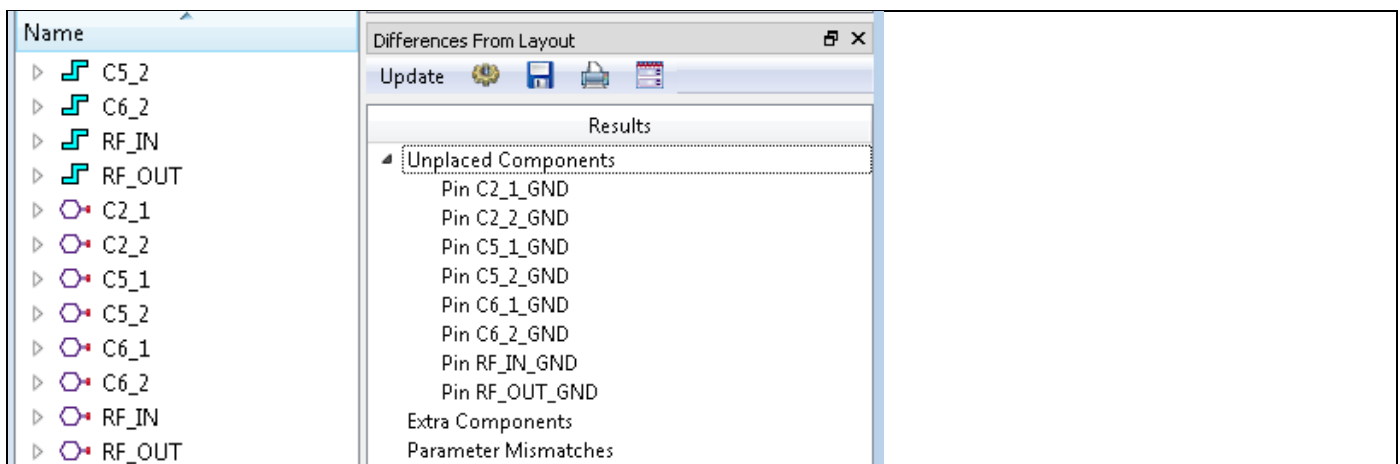 Name
C5_2
C6_2
RF_IN
RF_OUT
C2_1
C2_2
C5_1
C5_2
C6_1
C6_2
RF_IN
RF_OUT
Differences From Layout
Update
Results
Unplaced Components
Pin C2_1_GND
Pin C2_2_GND
Pin C5_1_GND
Pin C5_2_GND
Pin C6_1_GND
Pin C6_2_GND
Pin RF_IN_GND
Pin RF_OUT_GND
Extra Components
Parameter Mismatches